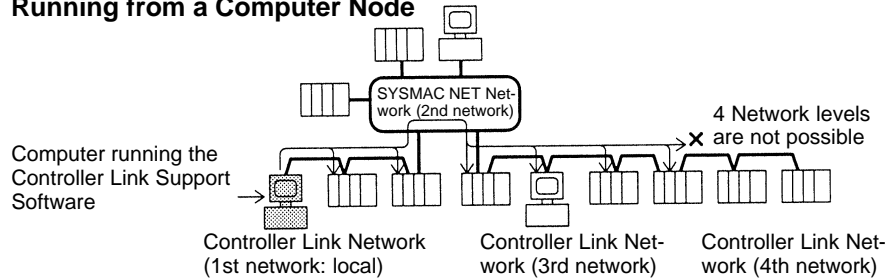 Running from a Computer Node
SYSMAC NET Net-
work (2nd network)
4 Network levels
are not possible
Computer running the
Controller Link Support
Software
Controller Link Network
(1st network: local)
Controller Link Net-
work (3rd network)
Controller Link Net-
work (4th network)